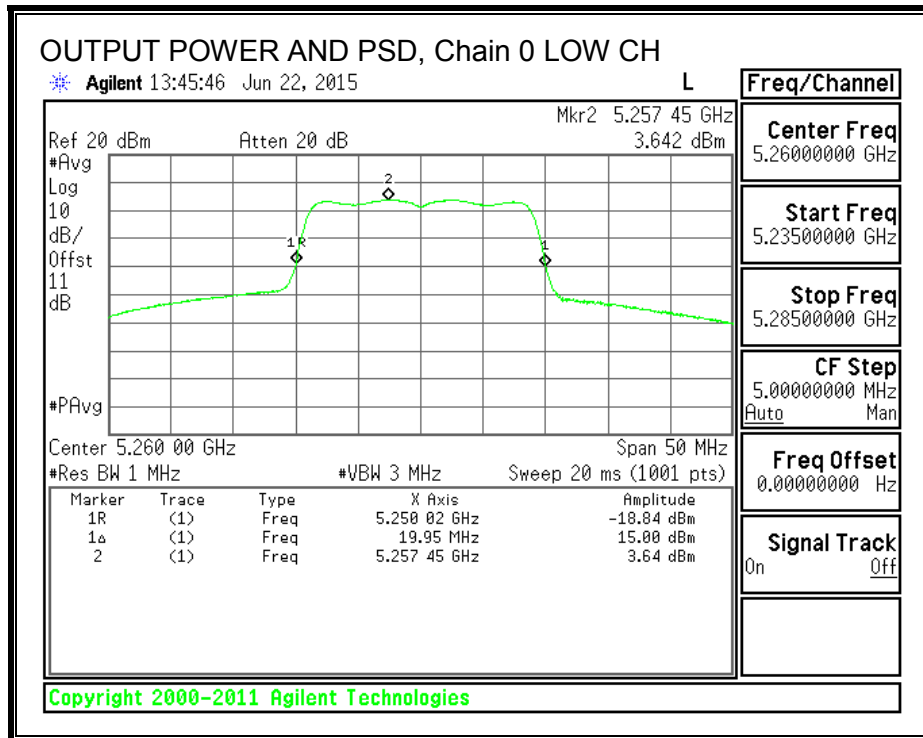 OUTPUT POWER AND PSD, Chain 0 LOW CH
Agilent 13:45:46 Jun 22, 2015 L
Mkr2 5.257 45 GHz
Ref 20 dBm Atten 20 dB 3.642 dBm
#Avg
Log
10
dB/
Offst
11
dB
#PAvg
2
1R
1
Center 5.260 00 GHz Span 50 MHz
#Res BW 1 MHz #VBW 3 MHz Sweep 20 ms (1001 pts)
Marker Trace Type X Axis Amplitude
1R (1) Freq 5.250 02 GHz -18.84 dBm
1Δ (1) Freq 19.95 MHz 15.00 dBm
2 (1) Freq 5.257 45 GHz 3.64 dBm
Freq/Channel
Center Freq
5.26000000 GHz
Start Freq
5.23500000 GHz
Stop Freq
5.28500000 GHz
CF Step
5.00000000 MHz
Auto Man
Freq Offset
0.00000000 Hz
Signal Track
On Off
Copyright 2000-2011 Agilent Technologies